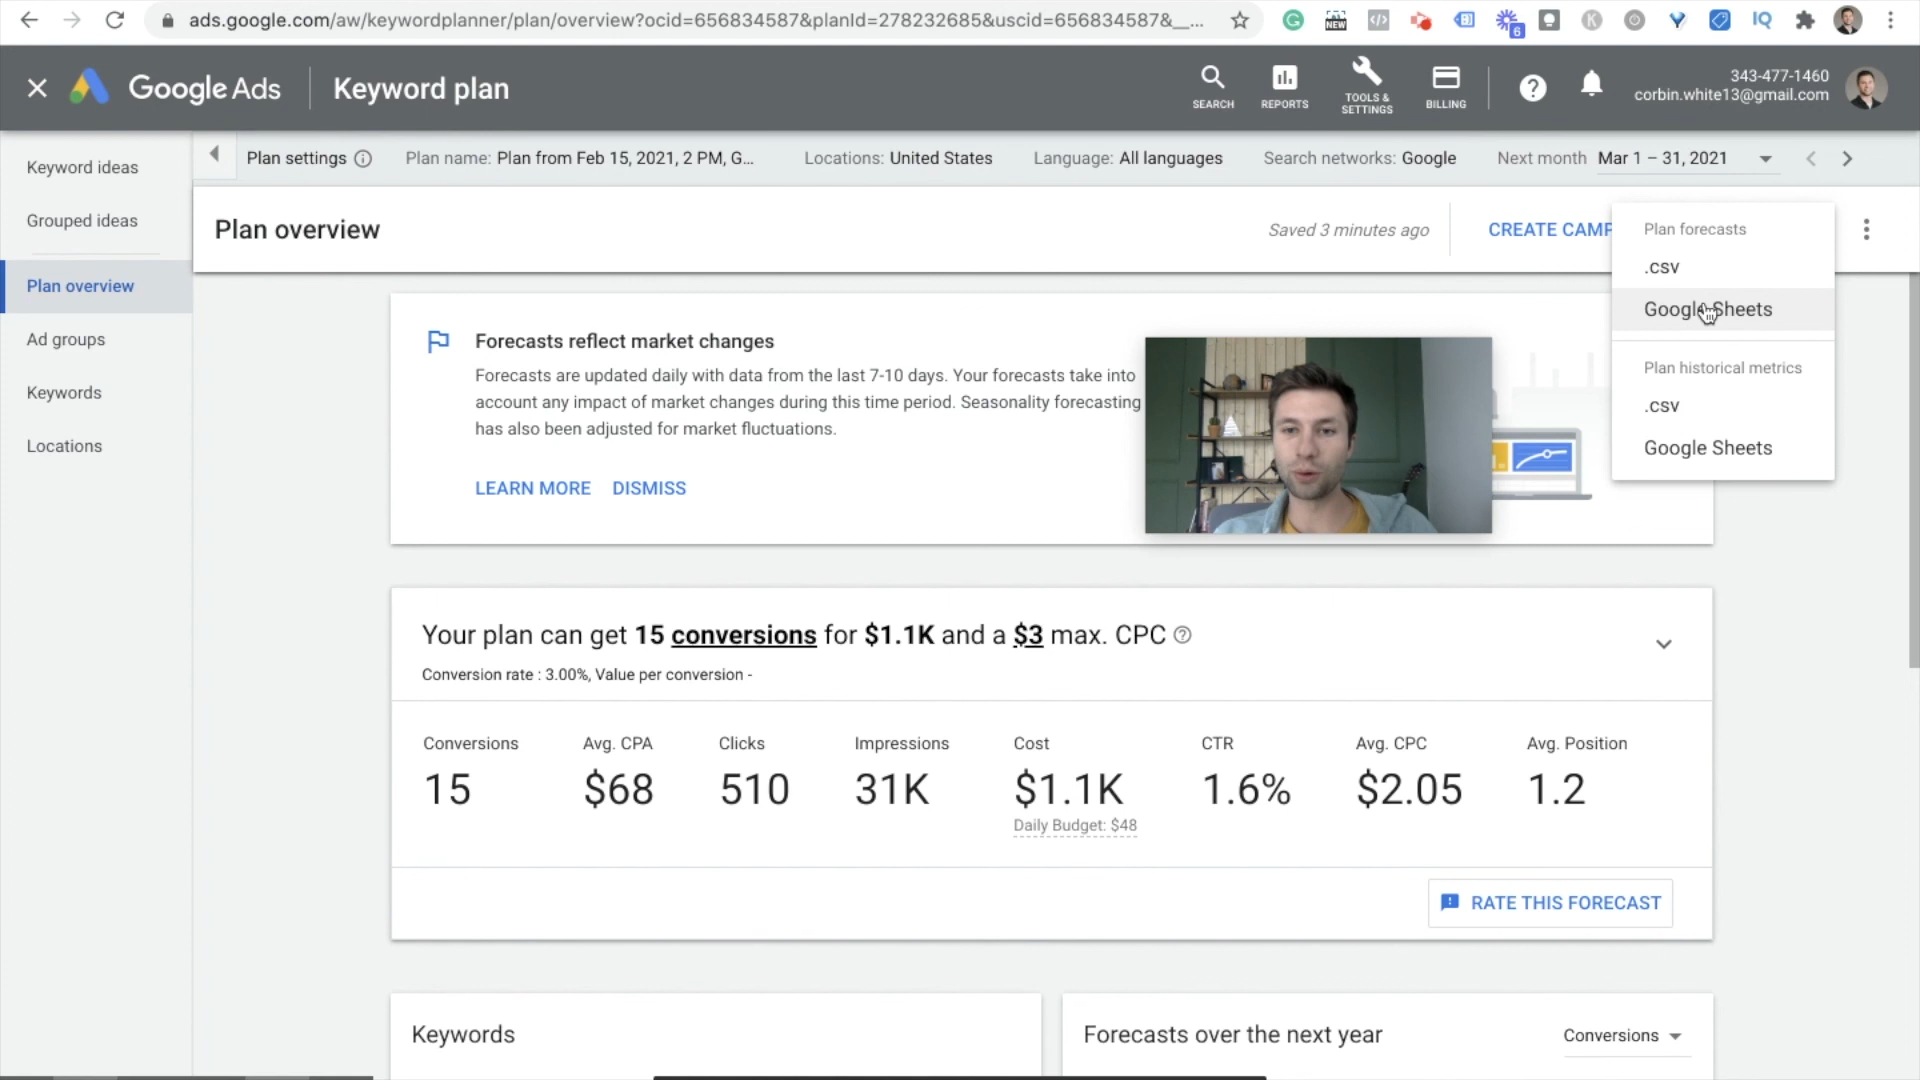 ads.google.com/aw/keywordplanner/plan/overview?ocid=656834587&planId=278232685&uscid=656834587&__...
NEW
6
K
IQ
Google Ads
Keyword plan
SEARCH
REPORTS
TOOLS &
SETTINGS
BILLING
343-477-1460
corbin.white13@gmail.com
Keyword ideas
Grouped ideas
Plan overview
Ad groups
Keywords
Locations
Plan settings
Plan name: Plan from Feb 15, 2021, 2 PM, G...
Locations: United States
Language: All languages
Search networks: Google
Next month Mar 1 – 31, 2021
Plan overview
Saved 3 minutes ago
CREATE CAMP
Plan forecasts
.csv
Google Sheets
Plan historical metrics
.csv
Google Sheets
Forecasts reflect market changes
Forecasts are updated daily with data from the last 7-10 days. Your forecasts take into
account any impact of market changes during this time period. Seasonality forecasting
has also been adjusted for market fluctuations.
LEARN MORE DISMISS
Your plan can get 15 conversions for $1.1K and a $3 max. CPC
Conversion rate : 3.00%, Value per conversion -
Conversions Avg. CPA Clicks Impressions Cost CTR Avg. CPC Avg. Position
15 $68 510 31K $1.1K 1.6% $2.05 1.2
Daily Budget: $48
RATE THIS FORECAST
Keywords
Forecasts over the next year
Conversions